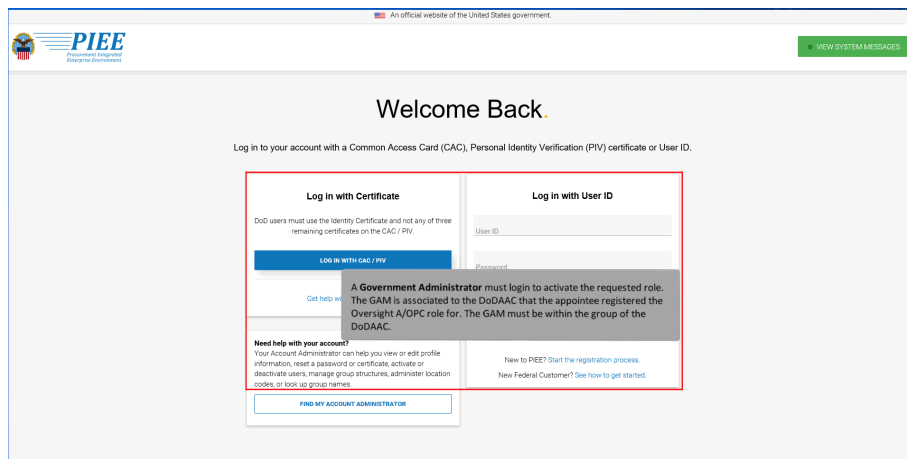 An official website of the United States government.
PIEE
Procurement Integrated
Enterprise Environment
VIEW SYSTEM MESSAGES
Welcome Back.
Log in to your account with a Common Access Card (CAC), Personal Identity Verification (PIV) certificate or User ID.
Log in with Certificate
DoD users must use the Identity Certificate and not any of three
remaining certificates on the CAC / PIV.
LOG IN WITH CAC / PIV
Get help wi
Log in with User ID
User ID
Password
A Government Administrator must login to activate the requested role.
The GAM is associated to the DoDAAC that the appointee registered the
Oversight A/OPC role for. The GAM must be within the group of the
DoDAAC.
Need help with your account?
Your Account Administrator can help you view or edit profile
information, reset a password or certificate, activate or
deactivate users, manage group structures, administer location
codes, or look up group names.
FIND MY ACCOUNT ADMINISTRATOR
New to PIEE? Start the registration process.
New Federal Customer? See how to get started.